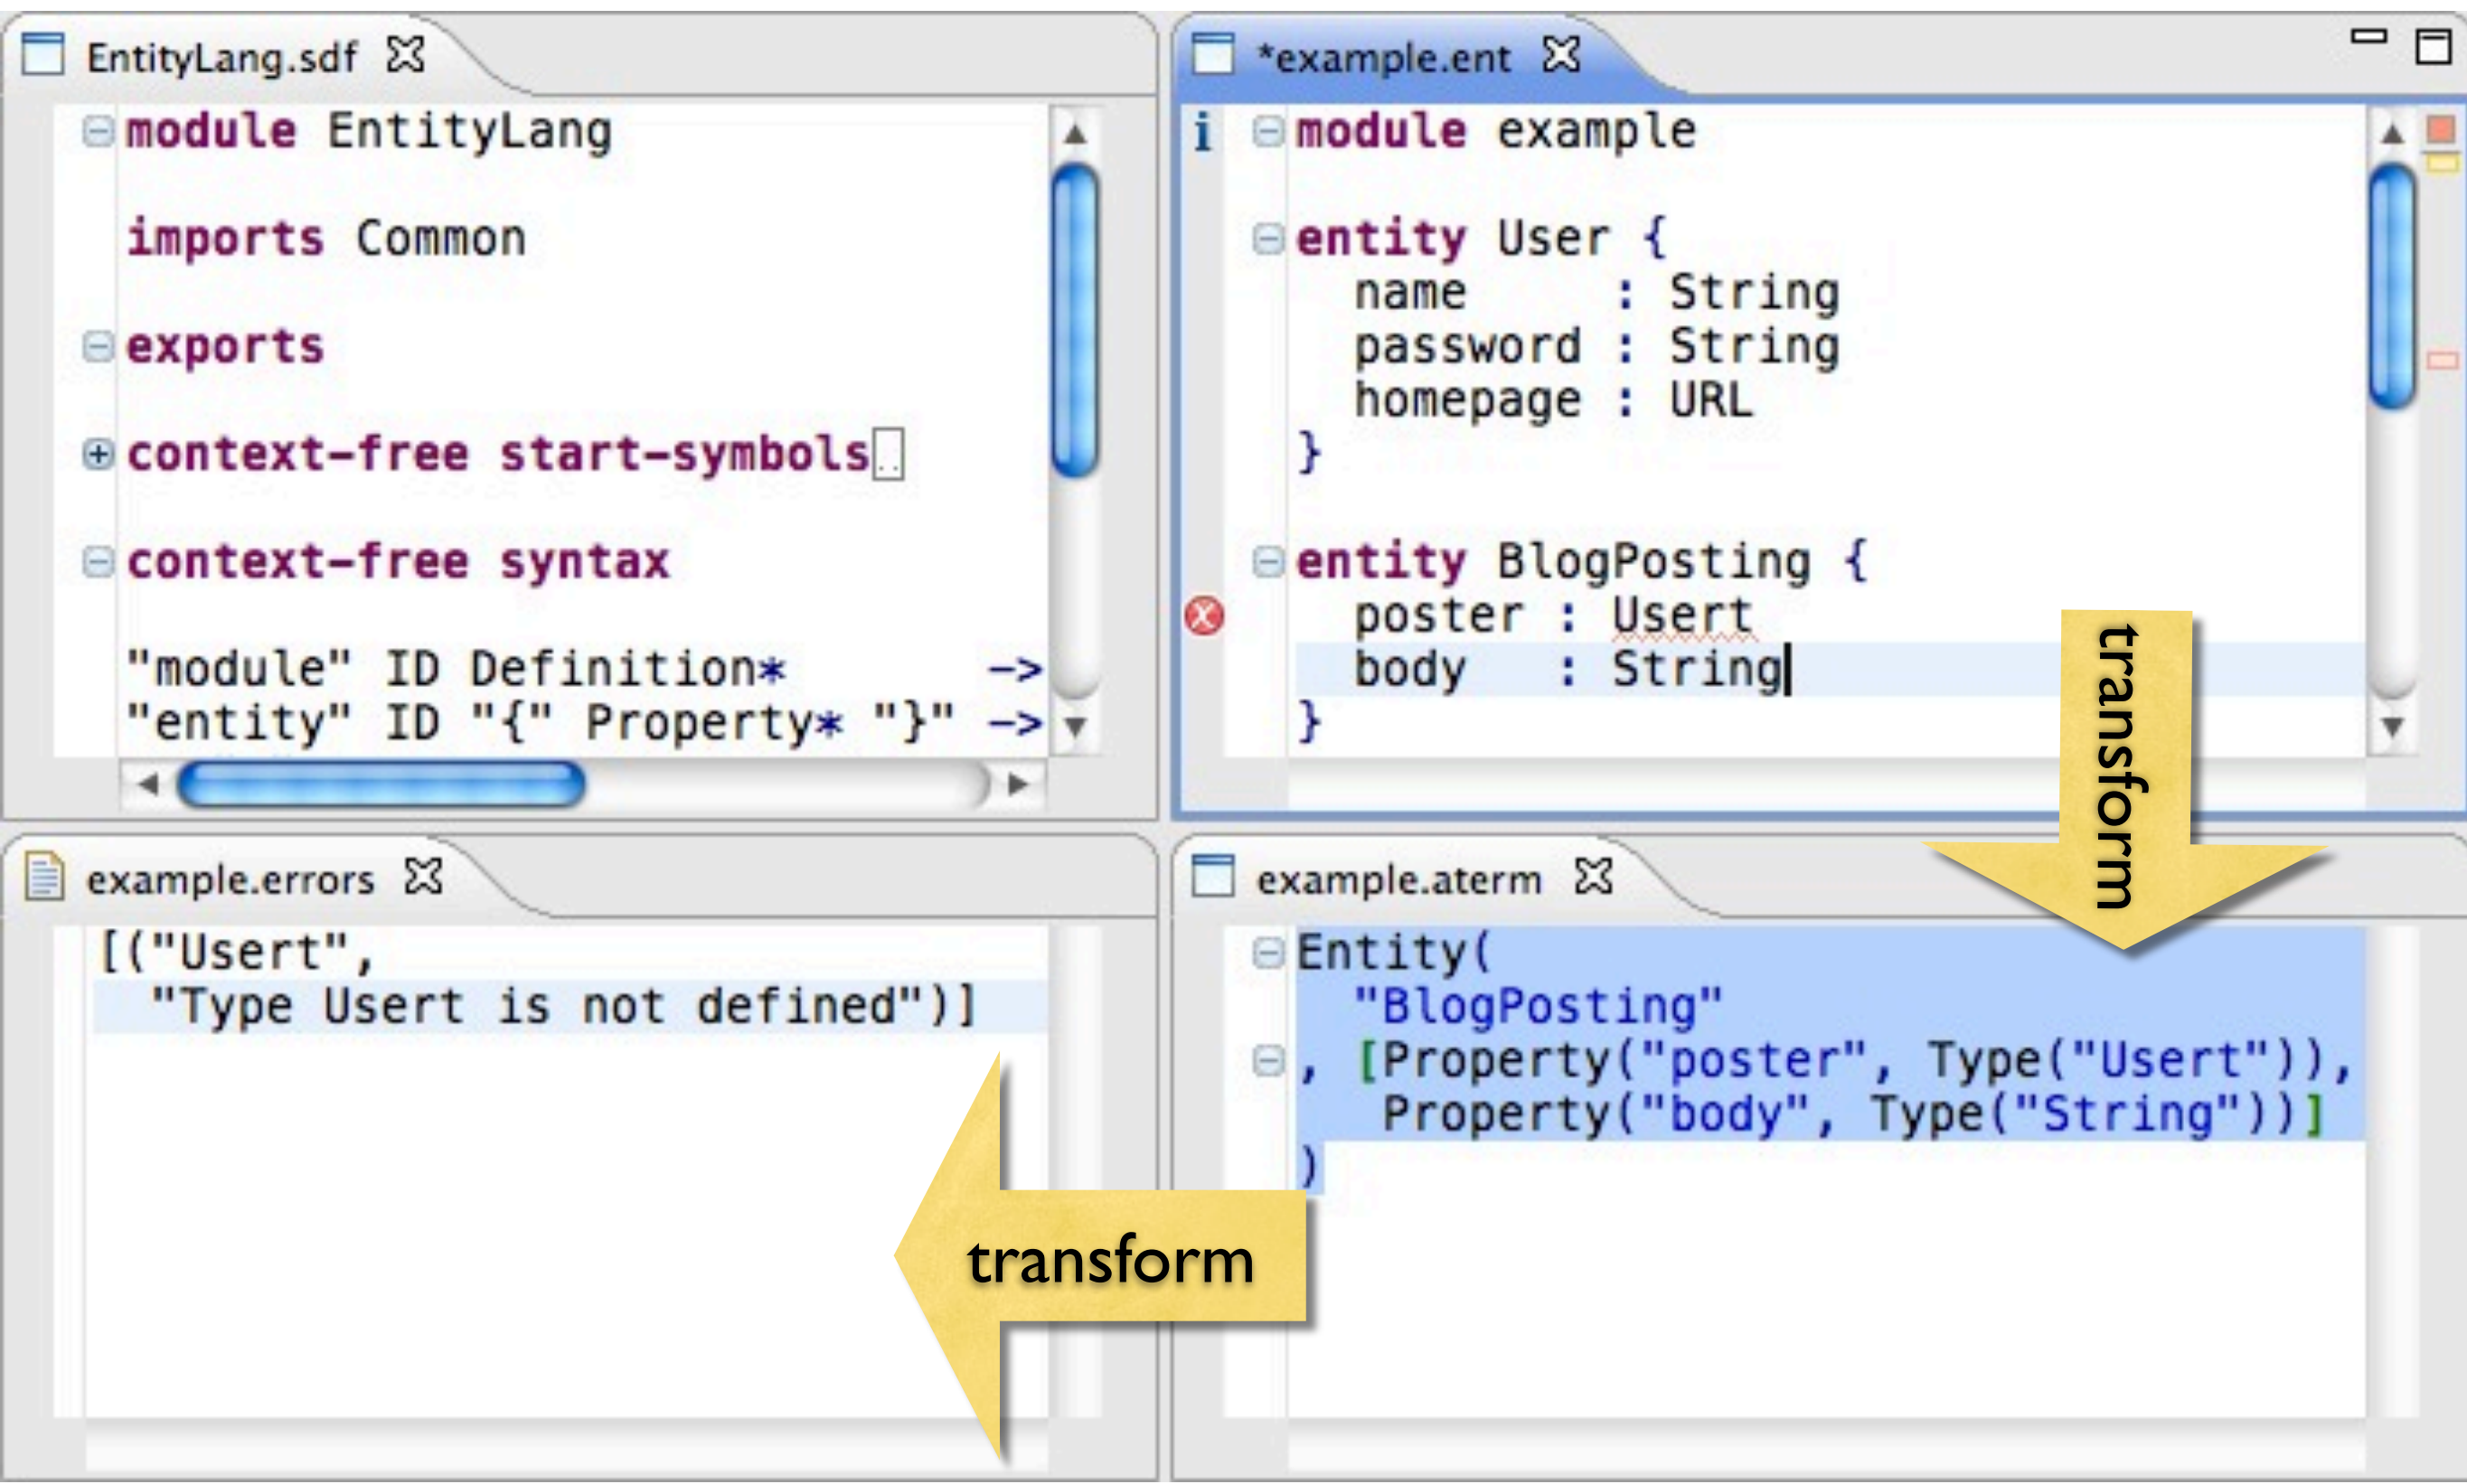 EntityLang.sdf
module EntityLang
imports Common
exports
context-free start-symbols
context-free syntax
"module" ID Definition* ->
"entity" ID "{" Property* "}" ->
*example.ent
module example
entity User {
name : String
password : String
homepage : URL
}
entity BlogPosting {
poster : Usert
body : String
}
transform
example.errors
[("Usert",
"Type Usert is not defined")]
example.aterm
Entity(
"BlogPosting"
, [Property("poster", Type("Usert")),
Property("body", Type("String"))]
)
transform